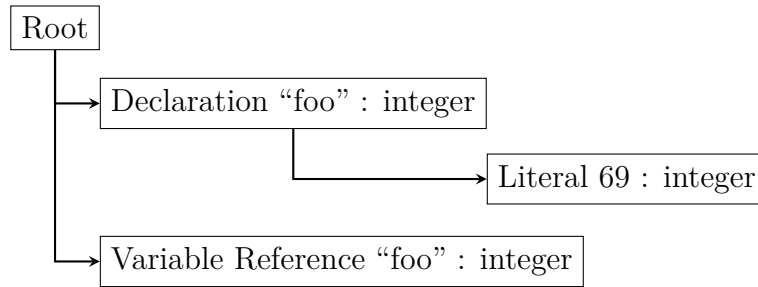 Root
Declaration “foo” : integer
Literal 69 : integer
Variable Reference “foo” : integer